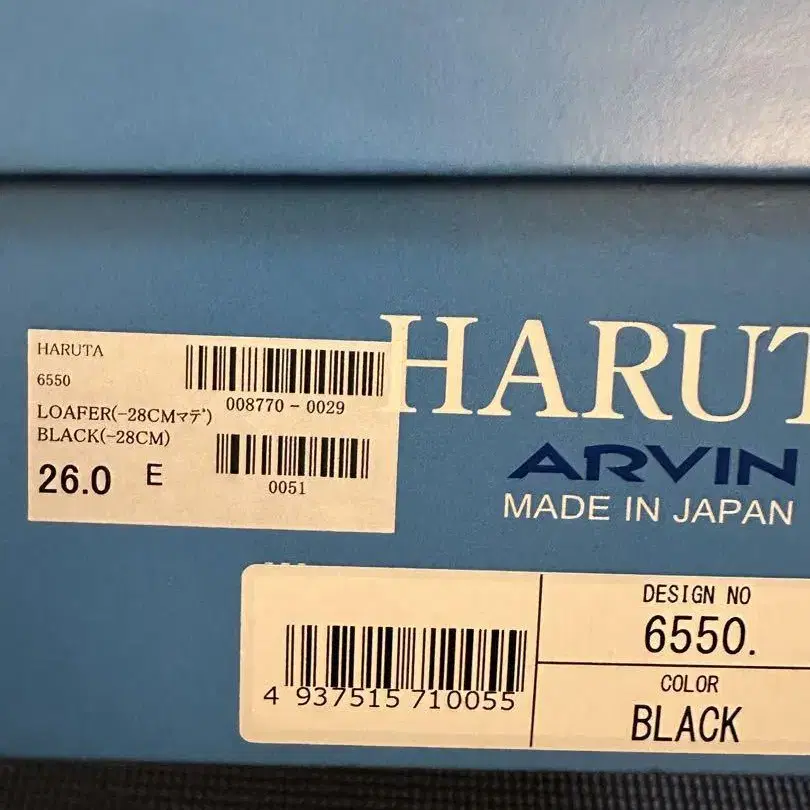 HARUTA
6550
LOAFER(-28CMマデ)
BLACK(-28CM)
26.0 E
008770-0029
0051
HARUT
ARVIN
MADE IN JAPAN
4 937515 710055
DESIGN NO
6550.
COLOR
BLACK